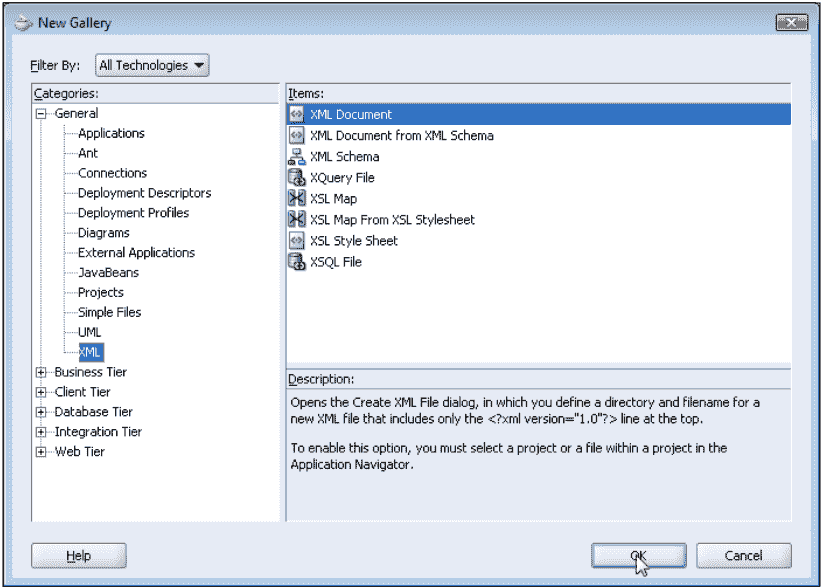 New Gallery
Filter By: All Technologies
Categories:
General
Applications
Ant
Connections
Deployment Descriptors
Deployment Profiles
Diagrams
External Applications
JavaBeans
Projects
Simple Files
UML
XML
Business Tier
Client Tier
Database Tier
Integration Tier
Web Tier
Items:
XML Document
XML Document from XML Schema
XML Schema
XQuery File
XSL Map
XSL Map From XSL Stylesheet
XSL Style Sheet
XSQL File
Description:
Opens the Create XML File dialog, in which you define a directory and filename for a
new XML file that includes only the <?xml version="1.0"?> line at the top.
To enable this option, you must select a project or a file within a project in the
Application Navigator.
Help
OK
Cancel